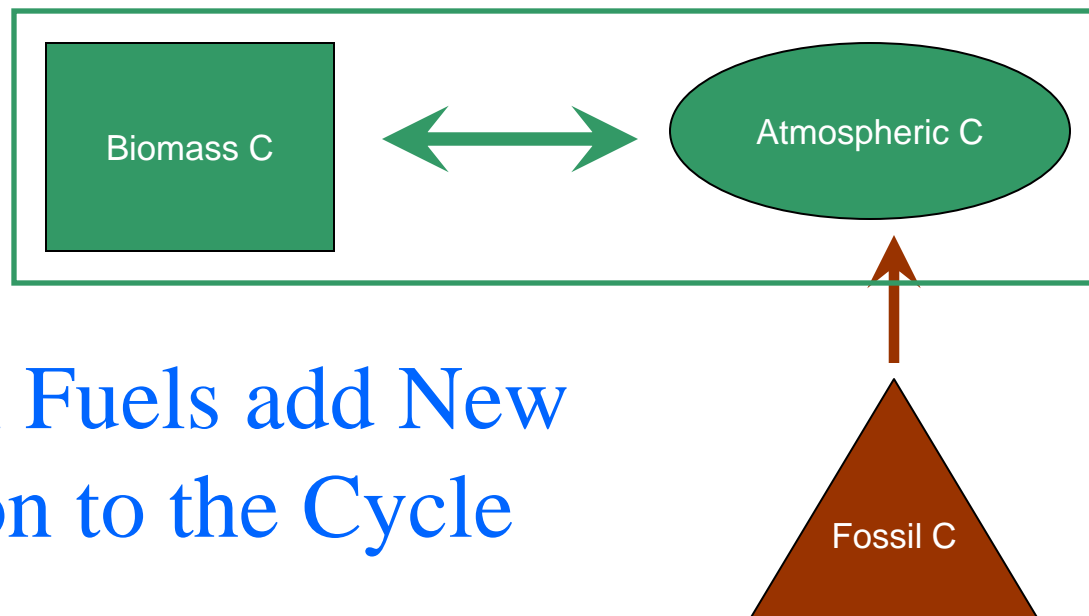 Biomass C
Atmospheric C
Fuels add New
on to the Cycle
Fossil C